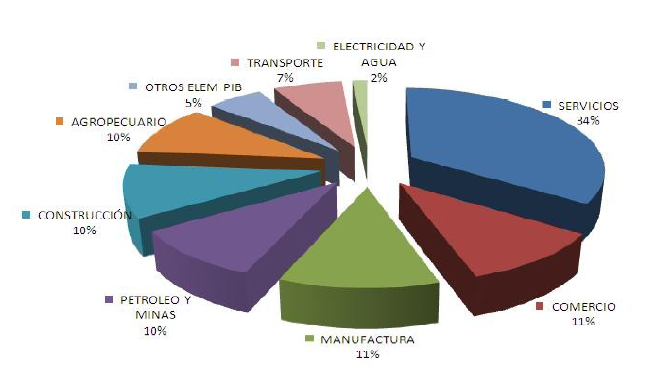 ELECTRICIDAD Y
AGUA
2%
TRANSPORTE
7%
OTROS ELEM PIB
5%
SERVICIOS
34%
AGROPECUARIO
10%
CONSTRUCCIÓN
10%
PETROLEO Y
MINAS
10%
COMERCIO
11%
MANUFACTURA
11%